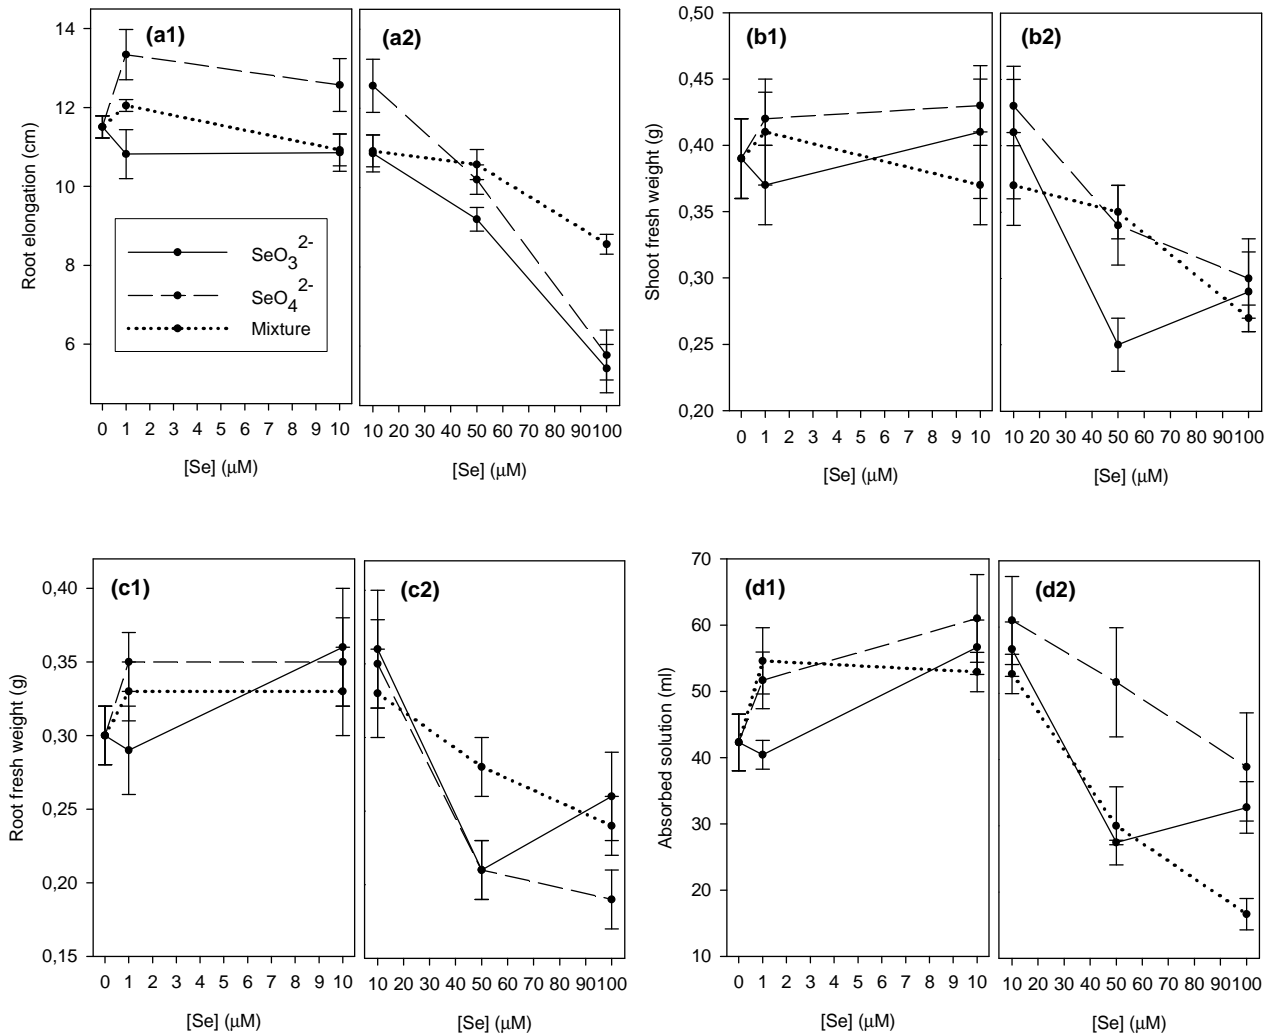 (a1)
(a2)
14
12
10
8
6
Root elongation (cm)
SeO3 2-
SeO4 2-
Mixture
0 1 2 3 4 5 6 7 8 9 10
10 20 30 40 50 60 70 80 90 100
[Se] (μM)
[Se] (μM)
(b1)
(b2)
0,50
0,45
0,40
0,35
0,30
0,25
0,20
Shoot fresh weight (g)
0 1 2 3 4 5 6 7 8 9 10
10 20 30 40 50 60 70 80 90 100
[Se] (μM)
[Se] (μM)
(c1)
(c2)
0,40
0,35
0,30
0,25
0,20
0,15
Root fresh weight (g)
0 1 2 3 4 5 6 7 8 9 10
10 20 30 40 50 60 70 80 90 100
[Se] (μM)
[Se] (μM)
(d1)
(d2)
70
60
50
40
30
20
10
Absorbed solution (ml)
0 1 2 3 4 5 6 7 8 9 10
10 20 30 40 50 60 70 80 90 100
[Se] (μM)
[Se] (μM)